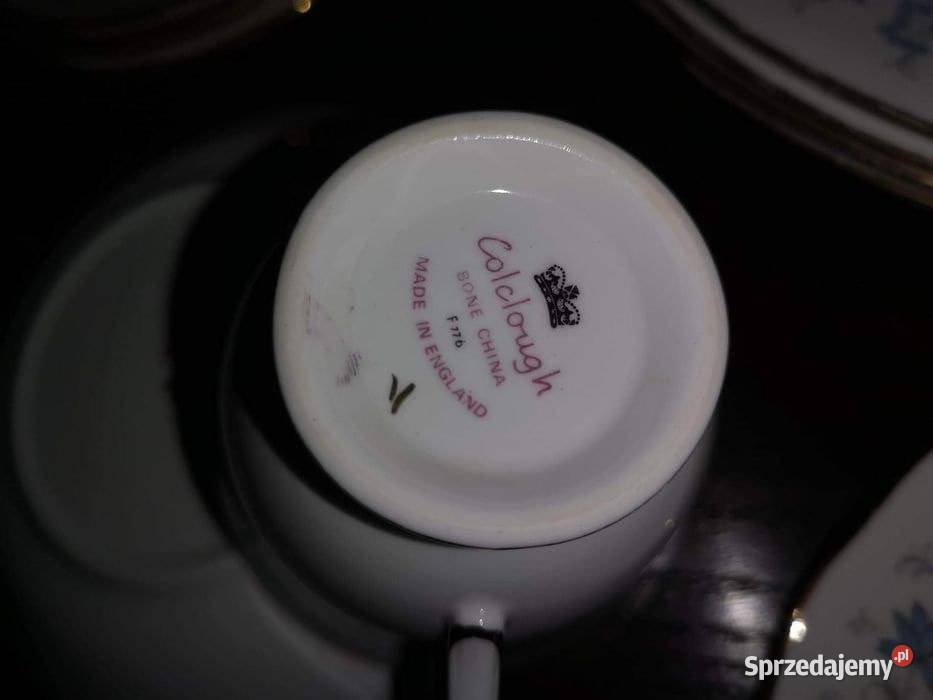 Colclough
BONE CHINA
F776
MADE IN ENGLAND
Sprzedajemy.pl